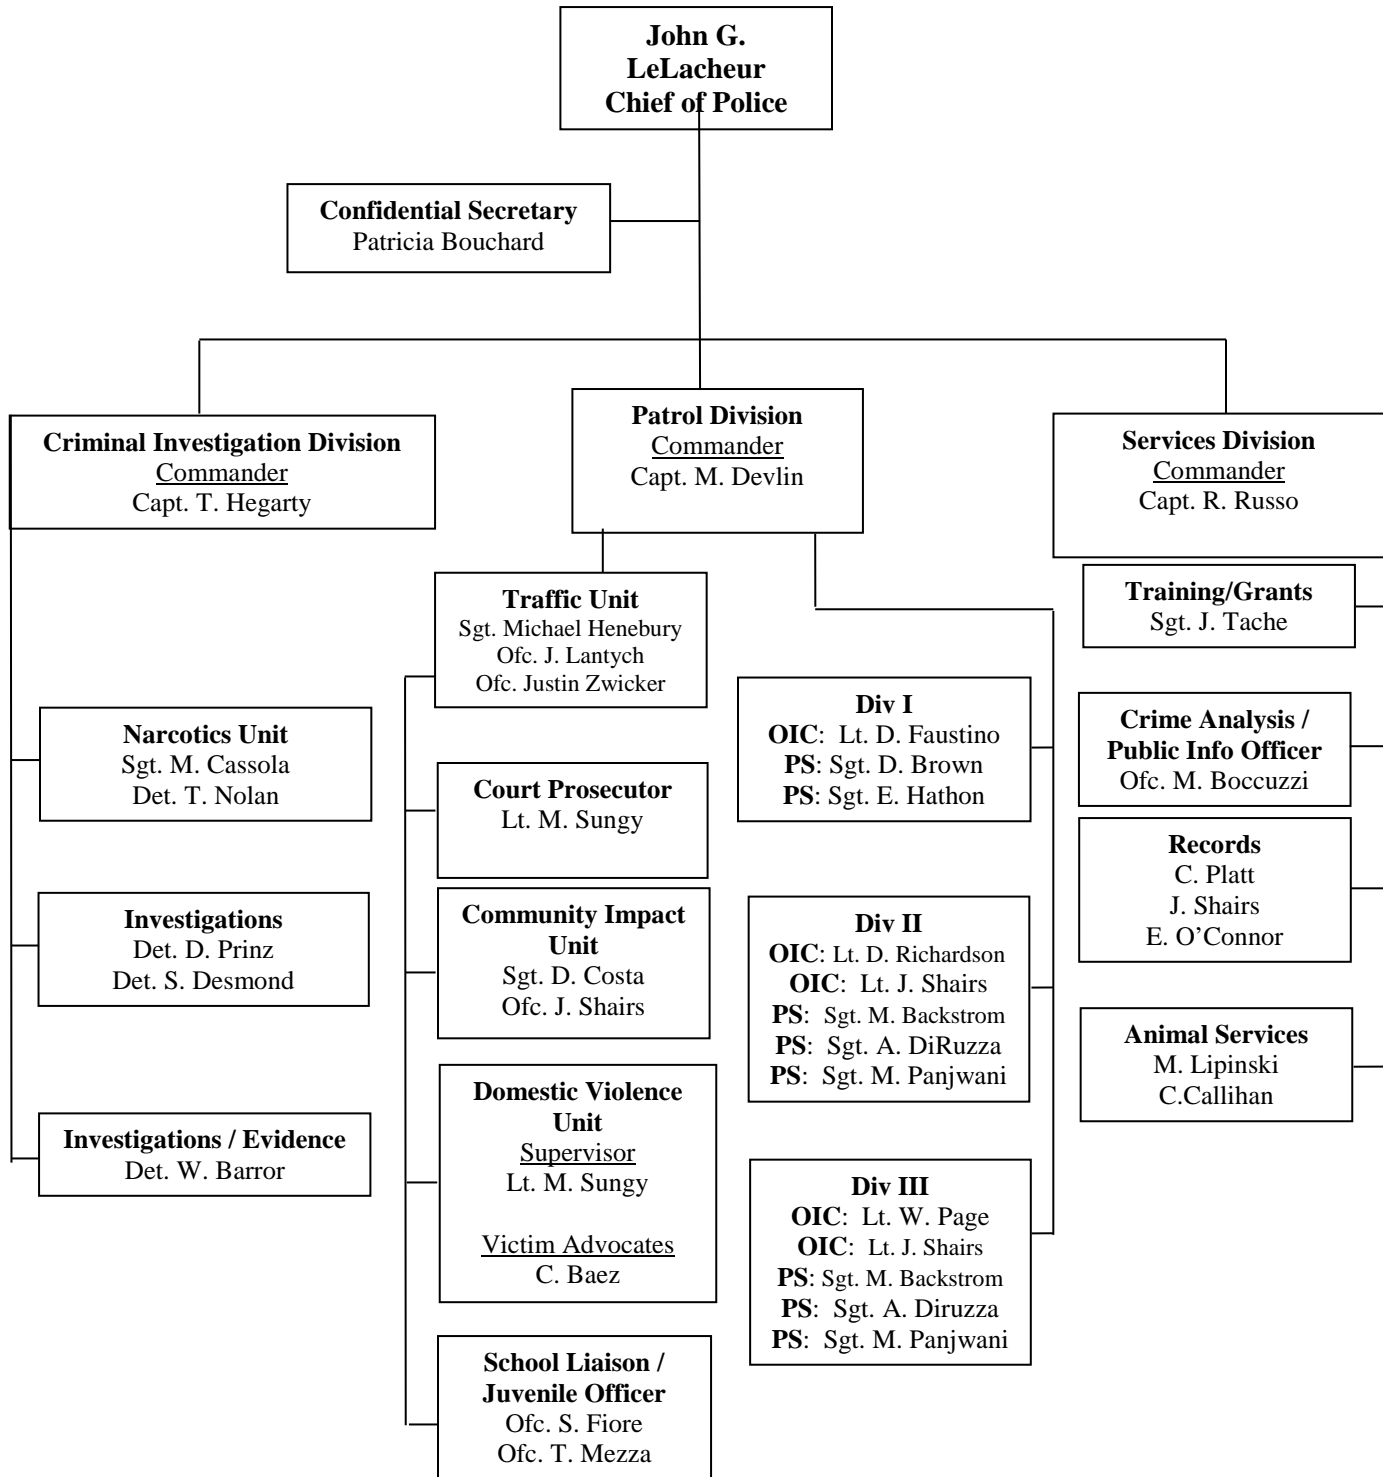 John G.
LeLacheur
Chief of Police
Confidential Secretary
Patricia Bouchard
Criminal Investigation Division
Commander
Capt. T. Hegarty
Patrol Division
Commander
Capt. M. Devlin
Services Division
Commander
Capt. R. Russo
Narcotics Unit
Sgt. M. Cassola
Det. T. Nolan
Investigations
Det. D. Prinz
Det. S. Desmond
Investigations / Evidence
Det. W. Barror
Traffic Unit
Sgt. Michael Henebury
Ofc. J. Lantych
Ofc. Justin Zwicker
Court Prosecutor
Lt. M. Sungy
Community Impact
Unit
Sgt. D. Costa
Ofc. J. Shairs
Domestic Violence
Unit
Supervisor
Lt. M. Sungy
Victim Advocates
C. Baez
School Liaison /
Juvenile Officer
Ofc. S. Fiore
Ofc. T. Mezza
Div I
OIC: Lt. D. Faustino
PS: Sgt. D. Brown
PS: Sgt. E. Hathon
Div II
OIC: Lt. D. Richardson
OIC: Lt. J. Shairs
PS: Sgt. M. Backstrom
PS: Sgt. A. DiRuzza
PS: Sgt. M. Panjwani
Div III
OIC: Lt. W. Page
OIC: Lt. J. Shairs
PS: Sgt. M. Backstrom
PS: Sgt. A. Diruzza
PS: Sgt. M. Panjwani
Training/Grants
Sgt. J. Tache
Crime Analysis /
Public Info Officer
Ofc. M. Boccuzzi
Records
C. Platt
J. Shairs
E. O’Connor
Animal Services
M. Lipinski
C.Callihan